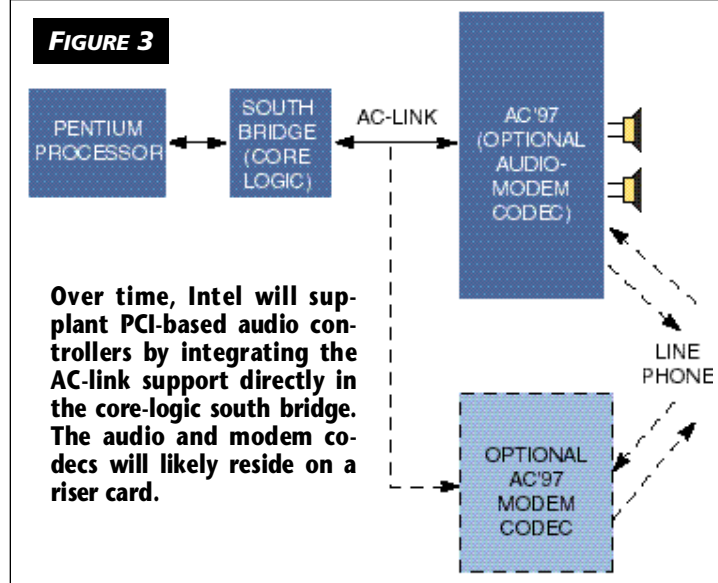 FIGURE 3
PENTIUM
PROCESSOR
SOUTH
BRIDGE
(CORE
LOGIC)
AC-LINK
AC'97
(OPTIONAL
AUDIO-
MODEM
CODEC)
Over time, Intel will sup-
plant PCI-based audio con-
trollers by integrating the
AC-link support directly in
the core-logic south bridge.
The audio and modem co-
decs will likely reside on a
riser card.
LINE
PHONE
OPTIONAL
AC'97
MODEM
CODEC